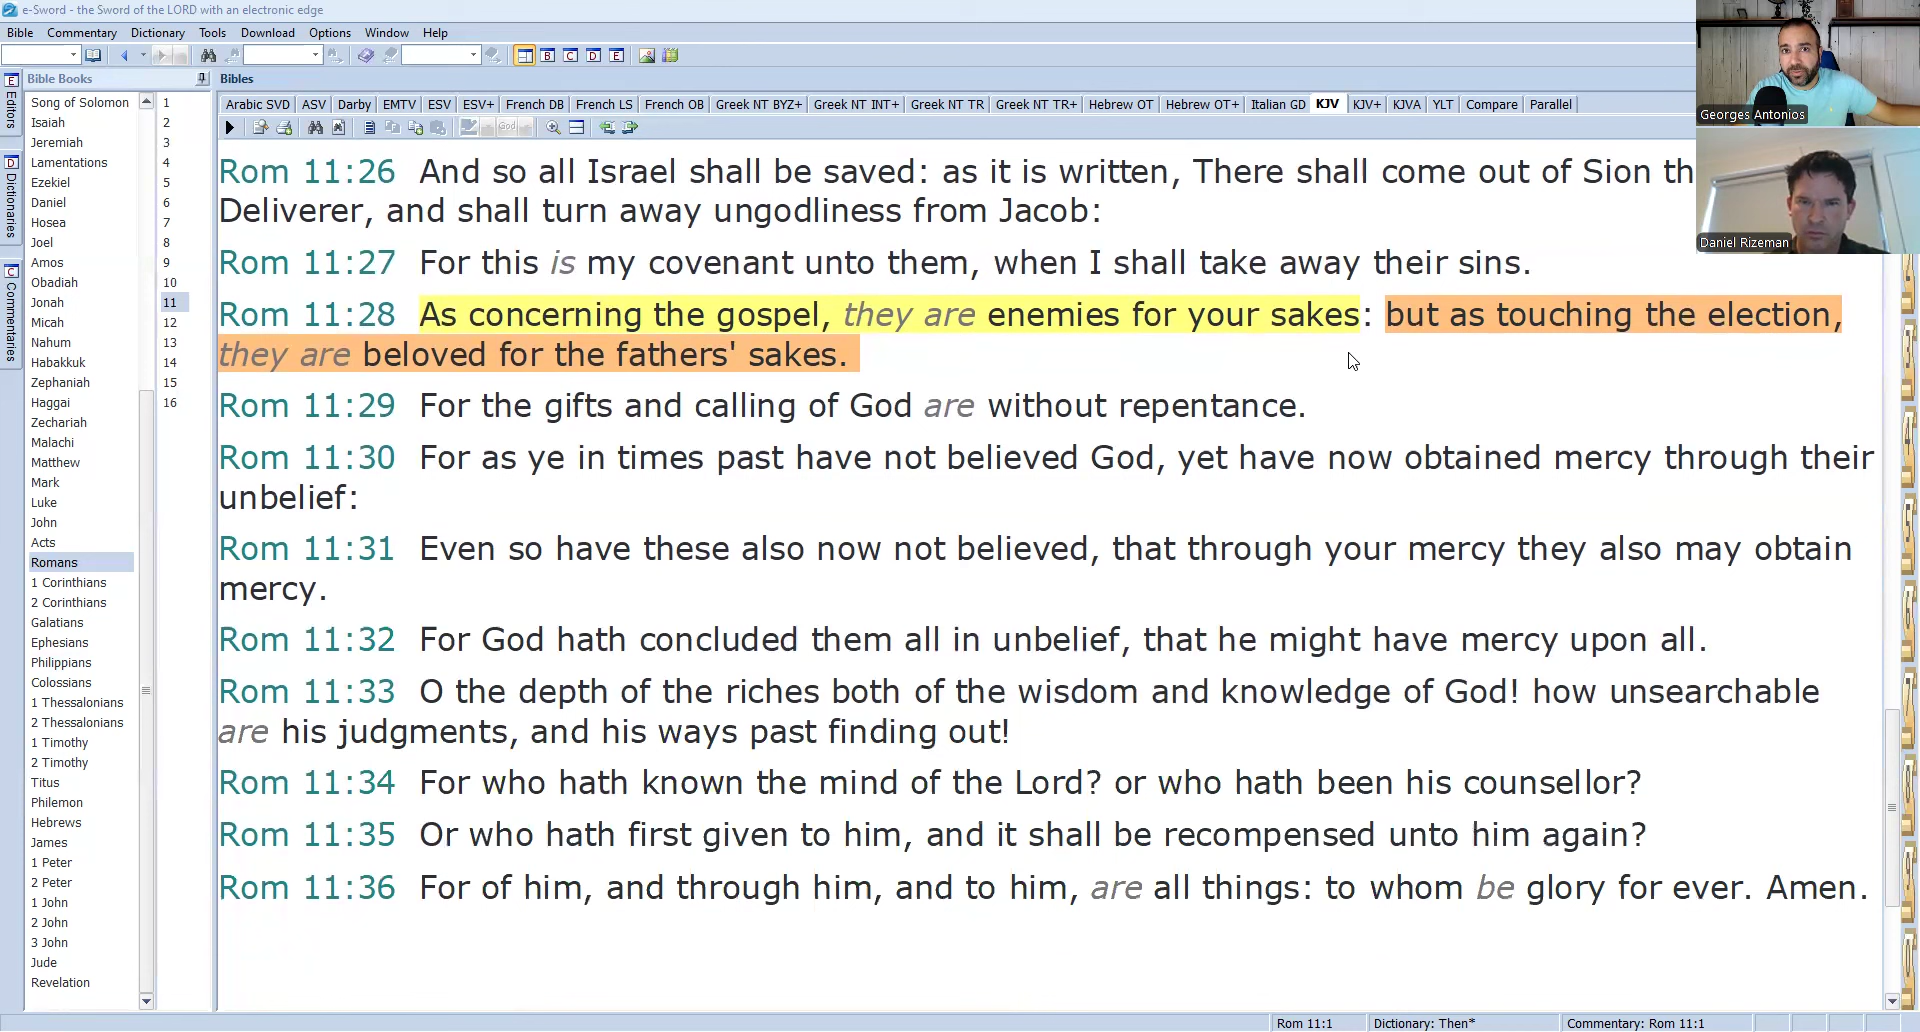 e-Sword - the Sword of the LORD with an electronic edge
Bible Commentary Dictionary Tools Download Options Window Help
B C D E
Georges Antonios
Daniel Rizeman
E Editors
D Dictionaries
C Commentaries
Bible Books
Song of Solomon
Isaiah
Jeremiah
Lamentations
Ezekiel
Daniel
Hosea
Joel
Amos
Obadiah
Jonah
Micah
Nahum
Habakkuk
Zephaniah
Haggai
Zechariah
Malachi
Matthew
Mark
Luke
John
Acts
Romans
1 Corinthians
2 Corinthians
Galatians
Ephesians
Philippians
Colossians
1 Thessalonians
2 Thessalonians
1 Timothy
2 Timothy
Titus
Philemon
Hebrews
James
1 Peter
2 Peter
1 John
2 John
3 John
Jude
Revelation
1
2
3
4
5
6
7
8
9
10
11
12
13
14
15
16
Bibles
Arabic SVD ASV Darby EMTV ESV ESV+ French DB French LS French OB Greek NT BYZ+ Greek NT INT+ Greek NT TR Greek NT TR+ Hebrew OT Hebrew OT+ Italian GD KJV KJV+ KJVA YLT Compare Parallel
God
Rom 11:26 And so all Israel shall be saved: as it is written, There shall come out of Sion th
Deliverer, and shall turn away ungodliness from Jacob:
Rom 11:27 For this is my covenant unto them, when I shall take away their sins.
Rom 11:28 As concerning the gospel, they are enemies for your sakes: but as touching the election,
they are beloved for the fathers' sakes.
Rom 11:29 For the gifts and calling of God are without repentance.
Rom 11:30 For as ye in times past have not believed God, yet have now obtained mercy through their
unbelief:
Rom 11:31 Even so have these also now not believed, that through your mercy they also may obtain
mercy.
Rom 11:32 For God hath concluded them all in unbelief, that he might have mercy upon all.
Rom 11:33 O the depth of the riches both of the wisdom and knowledge of God! how unsearchable
are his judgments, and his ways past finding out!
Rom 11:34 For who hath known the mind of the Lord? or who hath been his counsellor?
Rom 11:35 Or who hath first given to him, and it shall be recompensed unto him again?
Rom 11:36 For of him, and through him, and to him, are all things: to whom be glory for ever. Amen.
Rom 11:1 Dictionary: Then* Commentary: Rom 11:1